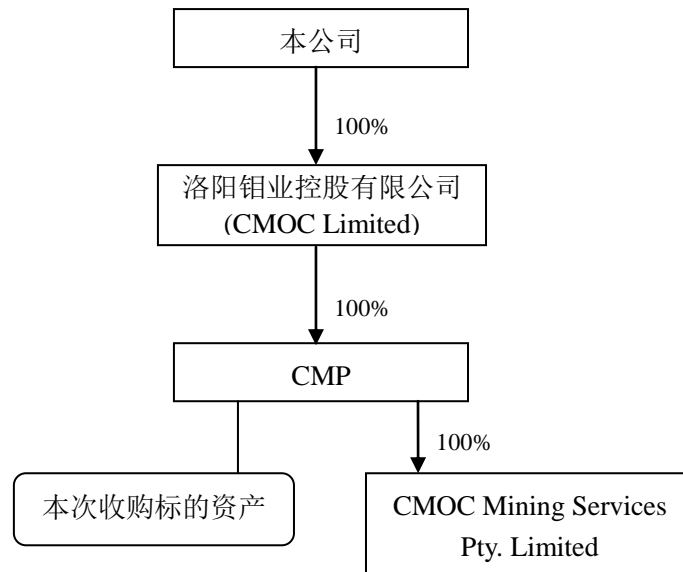 本公司
100%
洛阳钼业控股有限公司
(CMOC Limited)
100%
CMP
100%
本次收购标的资产
CMOC Mining Services
Pty. Limited